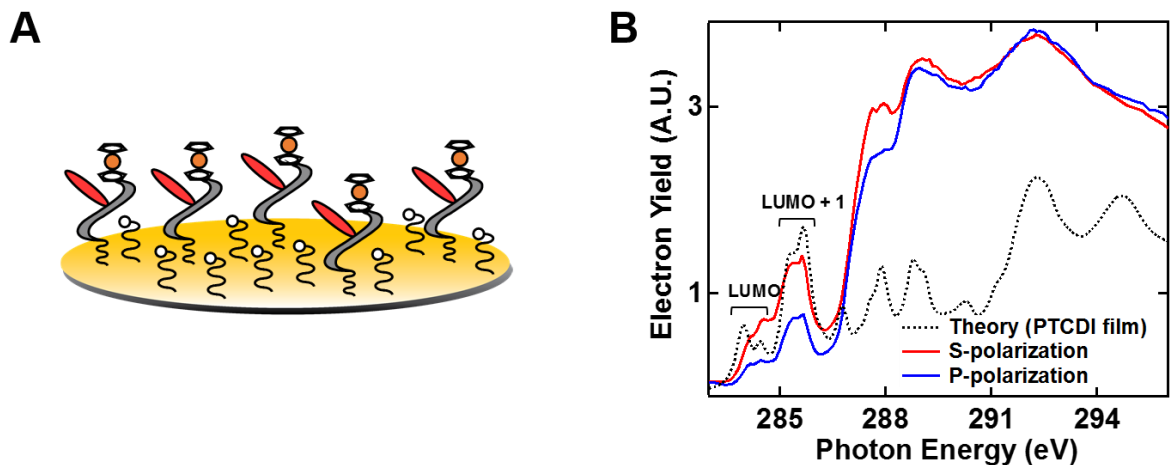 A
B
Electron Yield (A.U.)
3
1
LUMO + 1
LUMO
Theory (PTCDI film)
S-polarization
P-polarization
285
288
291
294
Photon Energy (eV)